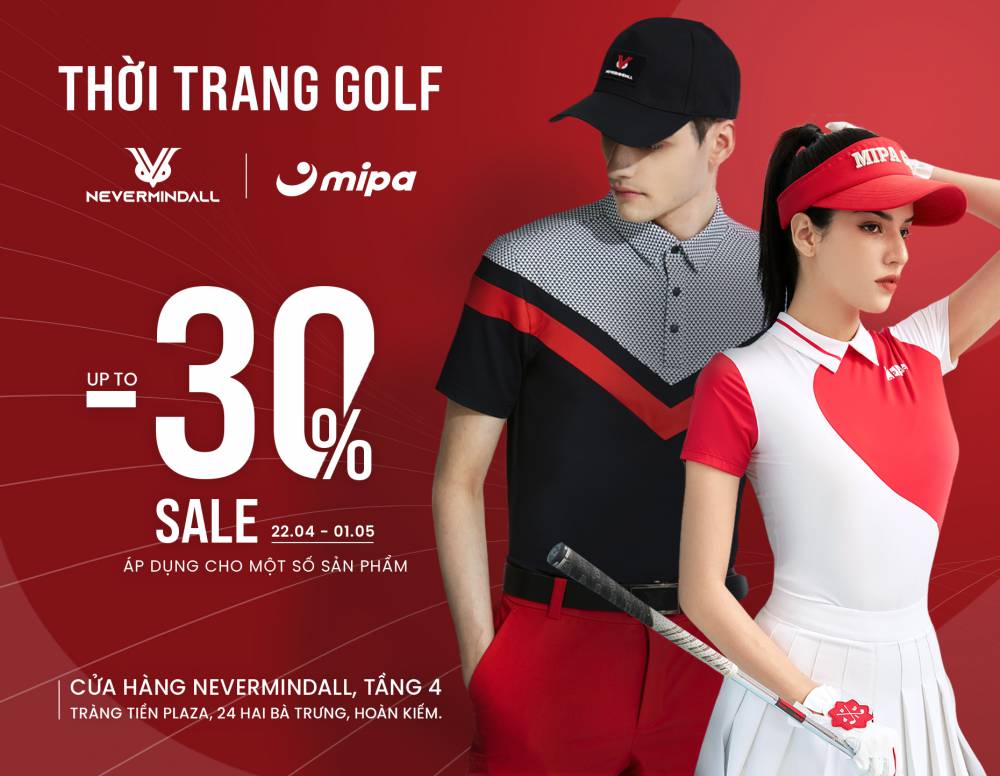 THỜI TRANG GOLF
NEVERMINDALL
mipa
UP TO
-30%
SALE 22.04 - 01.05
ÁP DỤNG CHO MỘT SỐ SẢN PHẨM
CỬA HÀNG NEVERMINDALL, TẦNG 4
TRÀNG TIỀN PLAZA, 24 HAI BÀ TRƯNG, HOÀN KIẾM.
NEVERMINDALL
MIPA G